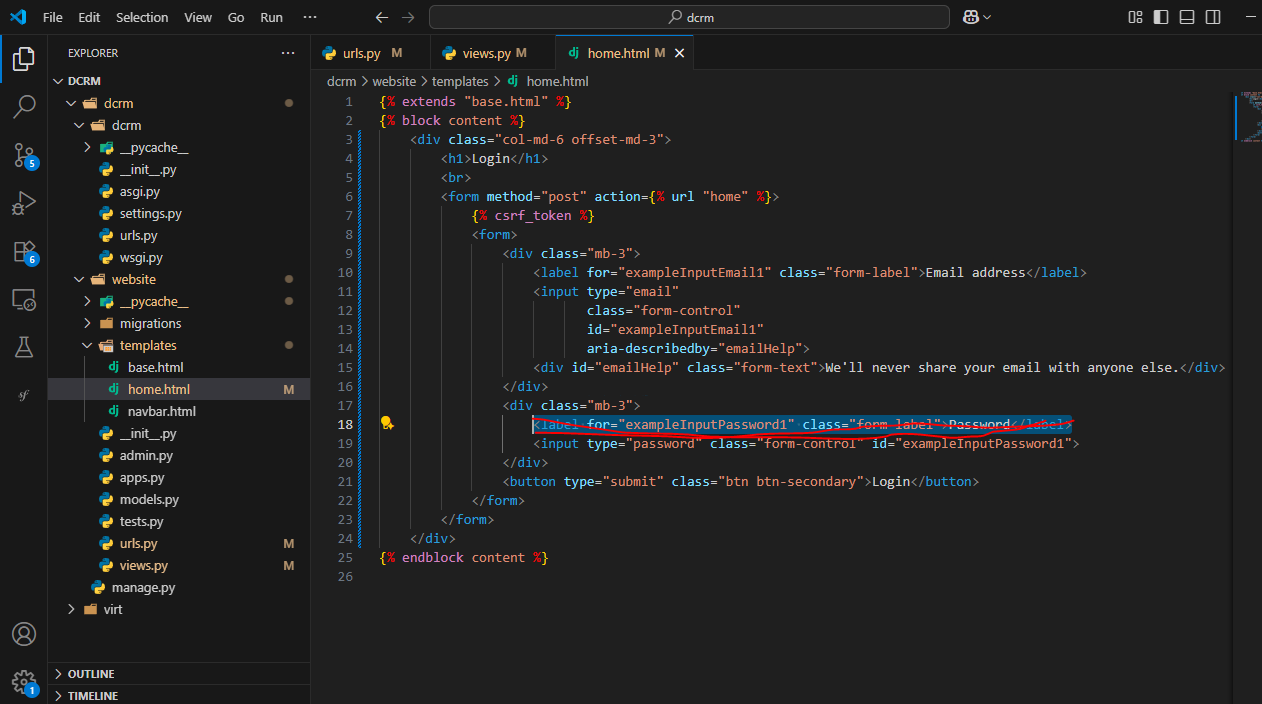 File Edit Selection View Go Run ··· dcrm
EXPLORER ···
DCRM
dcrm
dcrm
__pycache__
__init__.py
asgi.py
settings.py
urls.py
wsgi.py
website
__pycache__
migrations
templates
base.html
home.html M
navbar.html
__init__.py
admin.py
apps.py
models.py
tests.py
urls.py M
views.py M
manage.py
virt
OUTLINE
TIMELINE
5
6
1
urls.py M views.py M home.html M
dcrm > website > templates > dj home.html
1 {% extends "base.html" %}
2 {% block content %}
3 <div class="col-md-6 offset-md-3">
4 <h1>Login</h1>
5 <br>
6 <form method="post" action={% url "home" %}>
7 {% csrf_token %}
8 <form>
9 <div class="mb-3">
10 <label for="exampleInputEmail1" class="form-label">Email address</label>
11 <input type="email"
12 class="form-control"
13 id="exampleInputEmail1"
14 aria-describedby="emailHelp">
15 <div id="emailHelp" class="form-text">We'll never share your email with anyone else.</div>
16 </div>
17 <div class="mb-3">
18 <label for="exampleInputPassword1" class="form-label">Password</label>
19 <input type="password" class="form-control" id="exampleInputPassword1">
20 </div>
21 <button type="submit" class="btn btn-secondary">Login</button>
22 </form>
23 </form>
24 </div>
25 {% endblock content %}
26